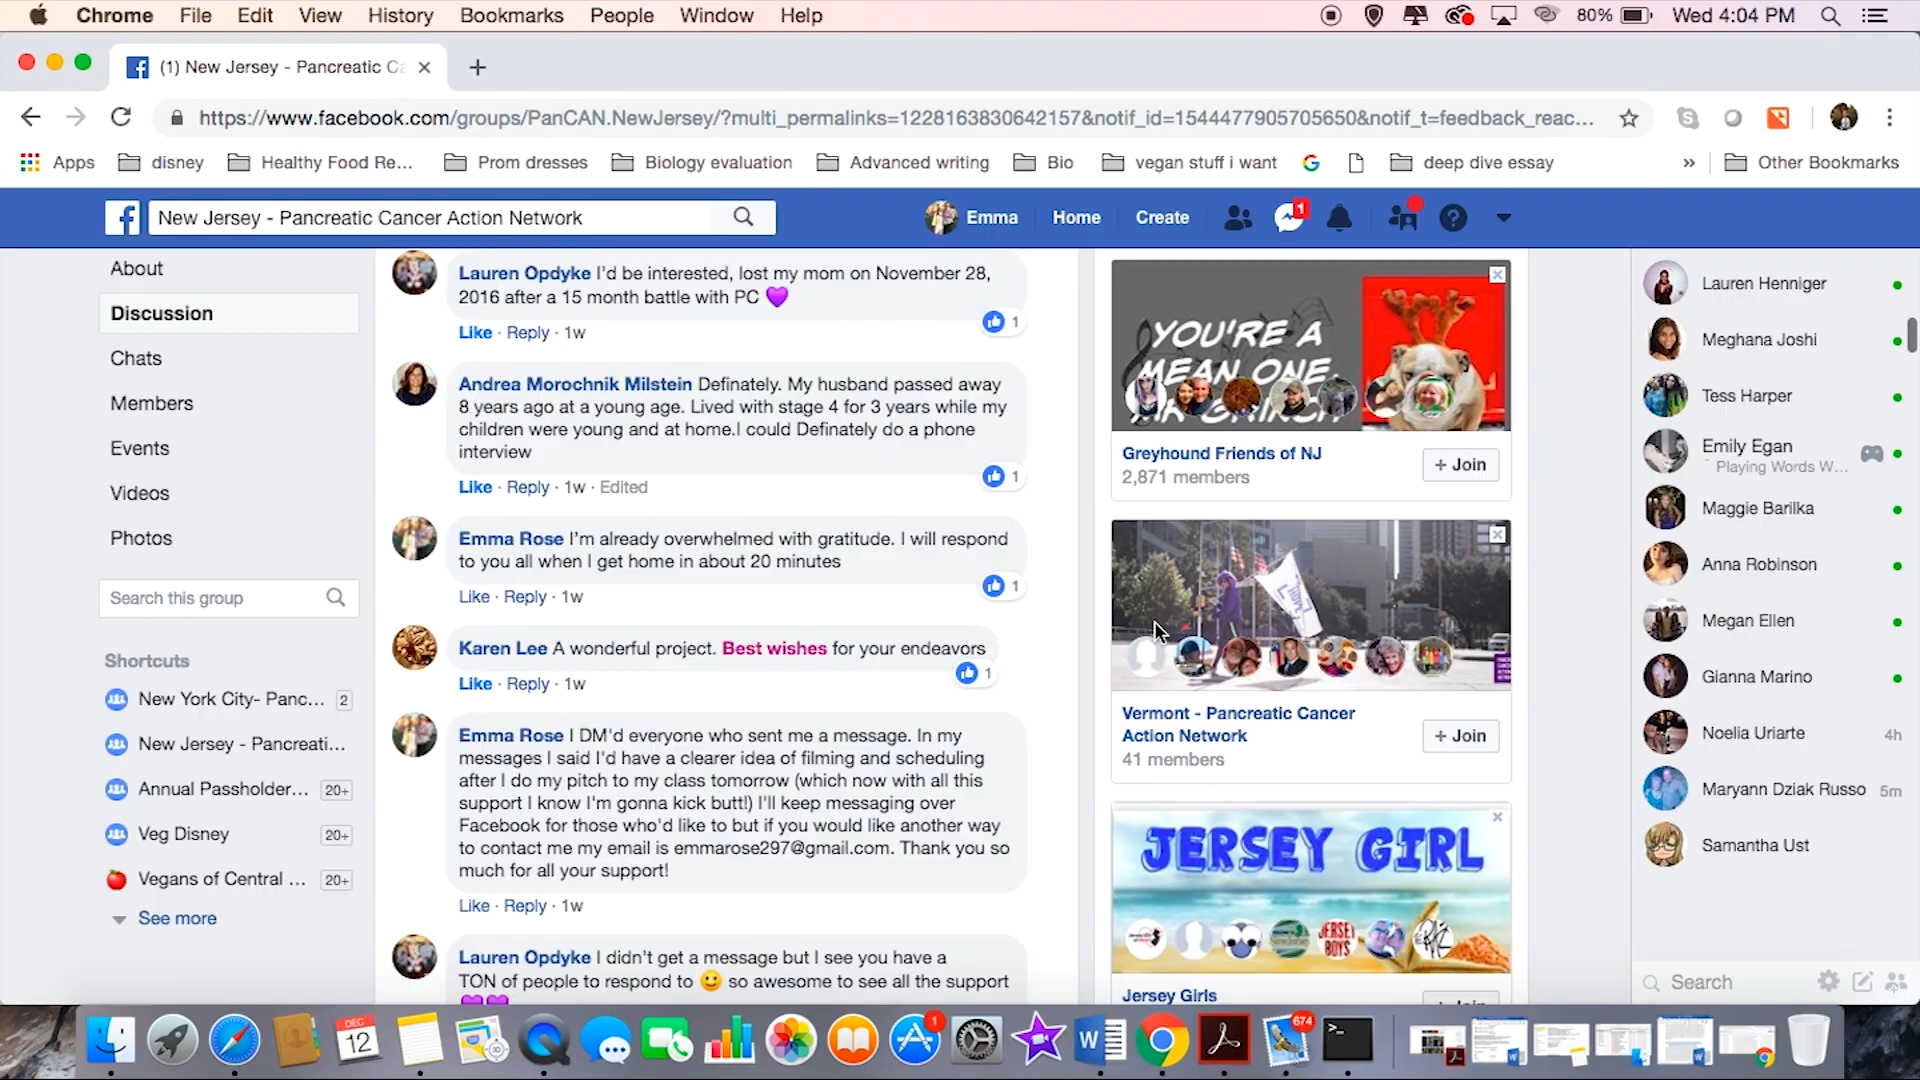 Chrome File Edit View History Bookmarks People Window Help 80% Wed 4:04 PM
(1) New Jersey - Pancreatic C
https://www.facebook.com/groups/PanCAN.NewJersey/?multi_permalinks=1228163830642157&notif_id=1544477905705650&notif_t=feedback_reac...
Apps disney Healthy Food Re... Prom dresses Biology evaluation Advanced writing Bio vegan stuff i want deep dive essay » Other Bookmarks
New Jersey - Pancreatic Cancer Action Network
Emma Home Create 1
About
Discussion
Chats
Members
Events
Videos
Photos
Search this group
Shortcuts
New York City- Panc... 2
New Jersey - Pancreati...
Annual Passholder... 20+
Veg Disney 20+
Vegans of Central ... 20+
See more
Lauren Opdyke I'd be interested, lost my mom on November 28,
2016 after a 15 month battle with PC 💜
Like · Reply · 1w
1
Andrea Morochnik Milstein Definately. My husband passed away
8 years ago at a young age. Lived with stage 4 for 3 years while my
children were young and at home.I could Definately do a phone
interview
Like · Reply · 1w · Edited
1
Emma Rose I'm already overwhelmed with gratitude. I will respond
to you all when I get home in about 20 minutes
Like · Reply · 1w
1
Karen Lee A wonderful project. Best wishes for your endeavors
Like · Reply · 1w
1
Emma Rose I DM'd everyone who sent me a message. In my
messages I said I'd have a clearer idea of filming and scheduling
after I do my pitch to my class tomorrow (which now with all this
support I know I'm gonna kick butt!) I'll keep messaging over
Facebook for those who'd like to but if you would like another way
to contact me my email is emmarose297@gmail.com. Thank you so
much for all your support!
Like · Reply · 1w
Lauren Opdyke I didn't get a message but I see you have a
TON of people to respond to 🙂 so awesome to see all the support
💜💜
YOU'RE A
MEAN ONE,
MR. GRINCH
Greyhound Friends of NJ
2,871 members
+ Join
HOPE
Vermont - Pancreatic Cancer
Action Network
41 members
+ Join
JERSEY GIRL
JERSEY
BOYS
Jersey Girls
Join
Lauren Henniger
Meghana Joshi
Tess Harper
Emily Egan
Playing Words W...
Maggie Barilka
Anna Robinson
Megan Ellen
Gianna Marino
Noelia Uriarte 4h
Maryann Dziak Russo 5m
Samantha Ust
Search
DEC
12
1
674